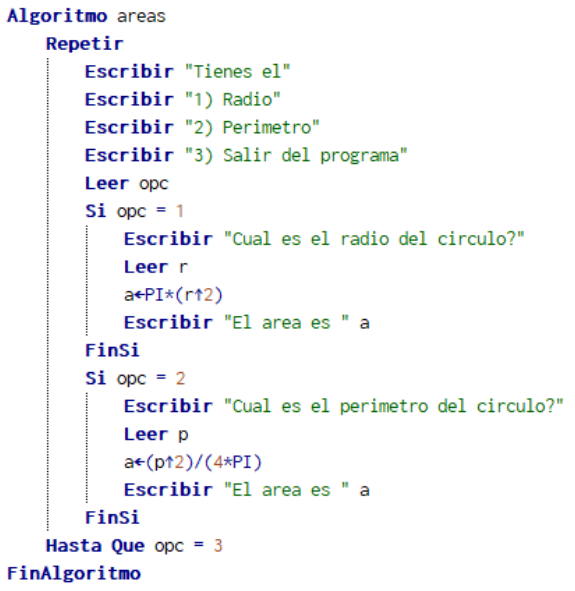 Algoritmo areas
Repetir
Escribir "Tienes el"
Escribir "1) Radio"
Escribir "2) Perimetro"
Escribir "3) Salir del programa"
Leer opc
Si opc = 1
Escribir "Cual es el radio del circulo?"
Leer r
a←PI*(r↑2)
Escribir "El area es " a
FinSi
Si opc = 2
Escribir "Cual es el perimetro del circulo?"
Leer p
a←(p↑2)/(4*PI)
Escribir "El area es " a
FinSi
Hasta Que opc = 3
FinAlgoritmo